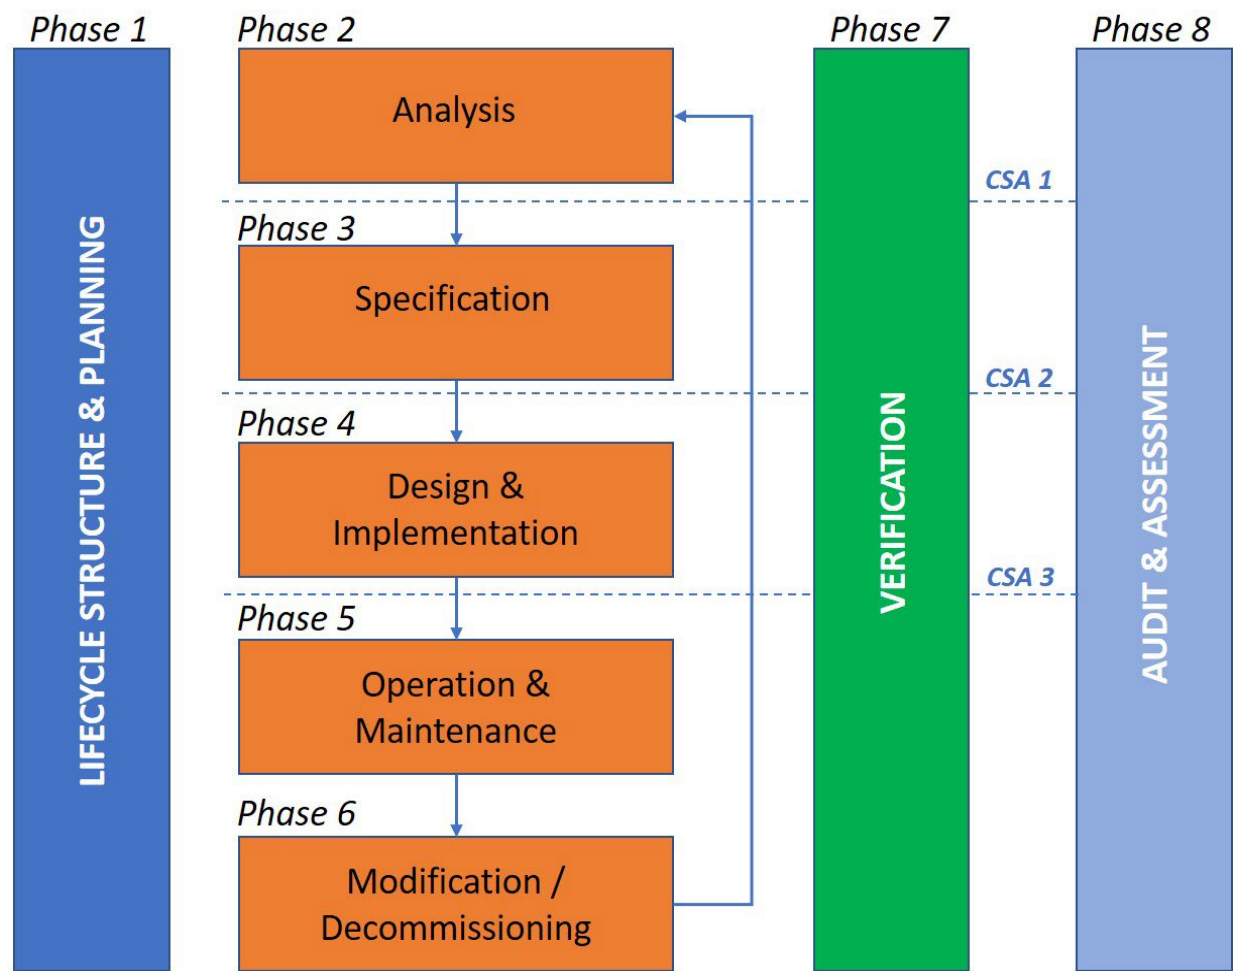 Phase 1
Phase 2
Phase 7
Phase 8
LIFECYCLE STRUCTURE & PLANNING
Analysis
CSA 1
Phase 3
Specification
CSA 2
Phase 4
Design &
Implementation
CSA 3
Phase 5
Operation &
Maintenance
Phase 6
Modification /
Decommissioning
VERIFICATION
AUDIT & ASSESSMENT